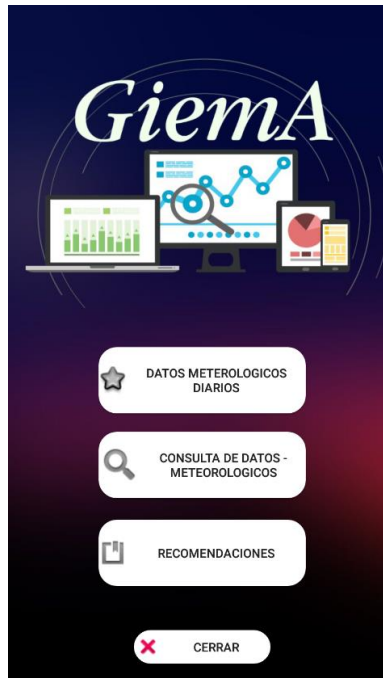 GiemA
DATOS METEROLOGICOS
DIARIOS
CONSULTA DE DATOS -
METEOROLOGICOS
RECOMENDACIONES
CERRAR